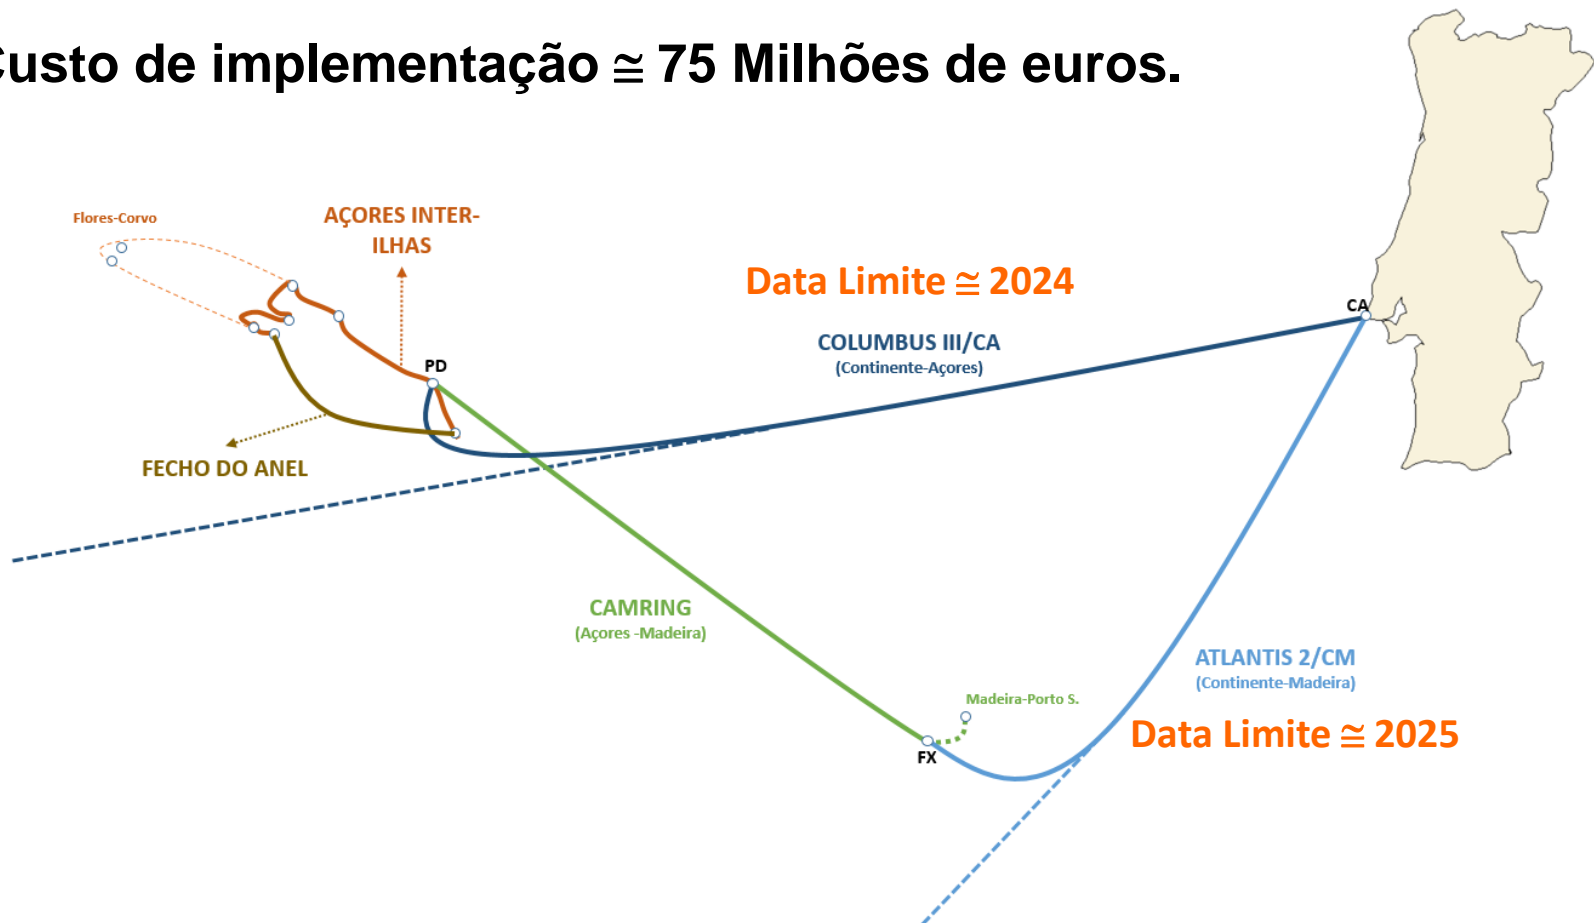 Custo de implementação ≅ 75 Milhões de euros.
Flores-Corvo
AÇORES INTER-
ILHAS
Data Limite ≅ 2024
CA
COLUMBUS III/CA
(Continente-Açores)
PD
FECHO DO ANEL
CAMRING
(Açores -Madeira)
ATLANTIS 2/CM
(Continente-Madeira)
Madeira-Porto S.
Data Limite ≅ 2025
FX